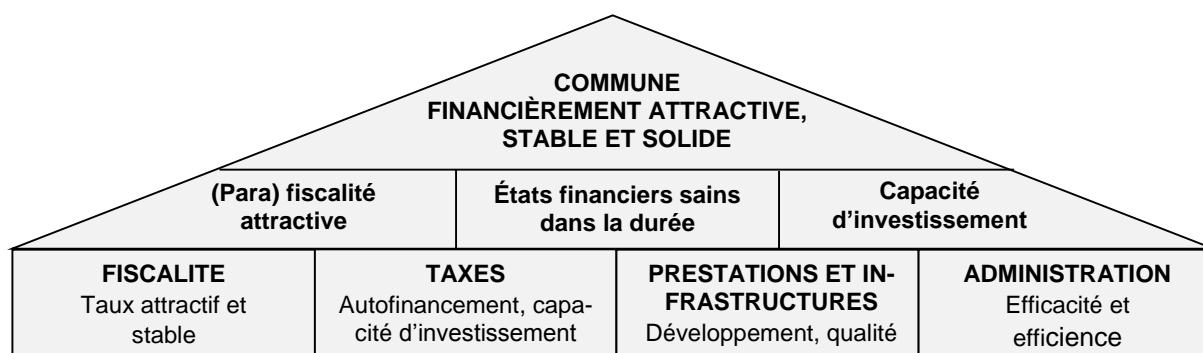 COMMUNE
FINANCIÈREMENT ATTRACTIVE,
STABLE ET SOLIDE
(Para) fiscalité
attractive
États financiers sains
dans la durée
Capacité
d’investissement
FISCALITE
Taux attractif et
stable
TAXES
Autofinancement, capa-
cité d’investissement
PRESTATIONS ET IN-
FRASTRUCTURES
Développement, qualité
ADMINISTRATION
Efficacité et
efficience